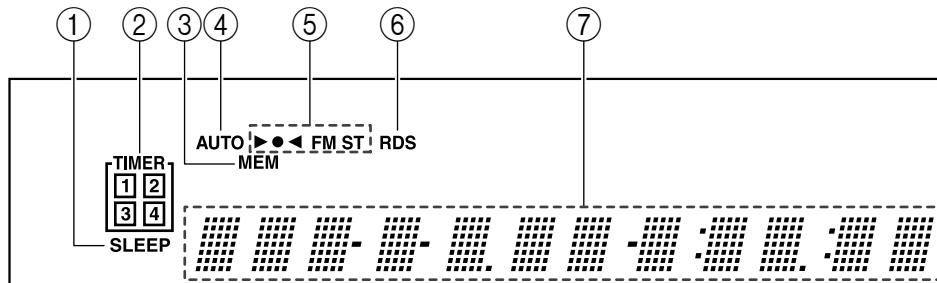 ① ② ③ ④ ⑤ ⑥ ⑦
AUTO ►●◄ FM ST RDS
MEM
TIMER
1 2
3 4
SLEEP